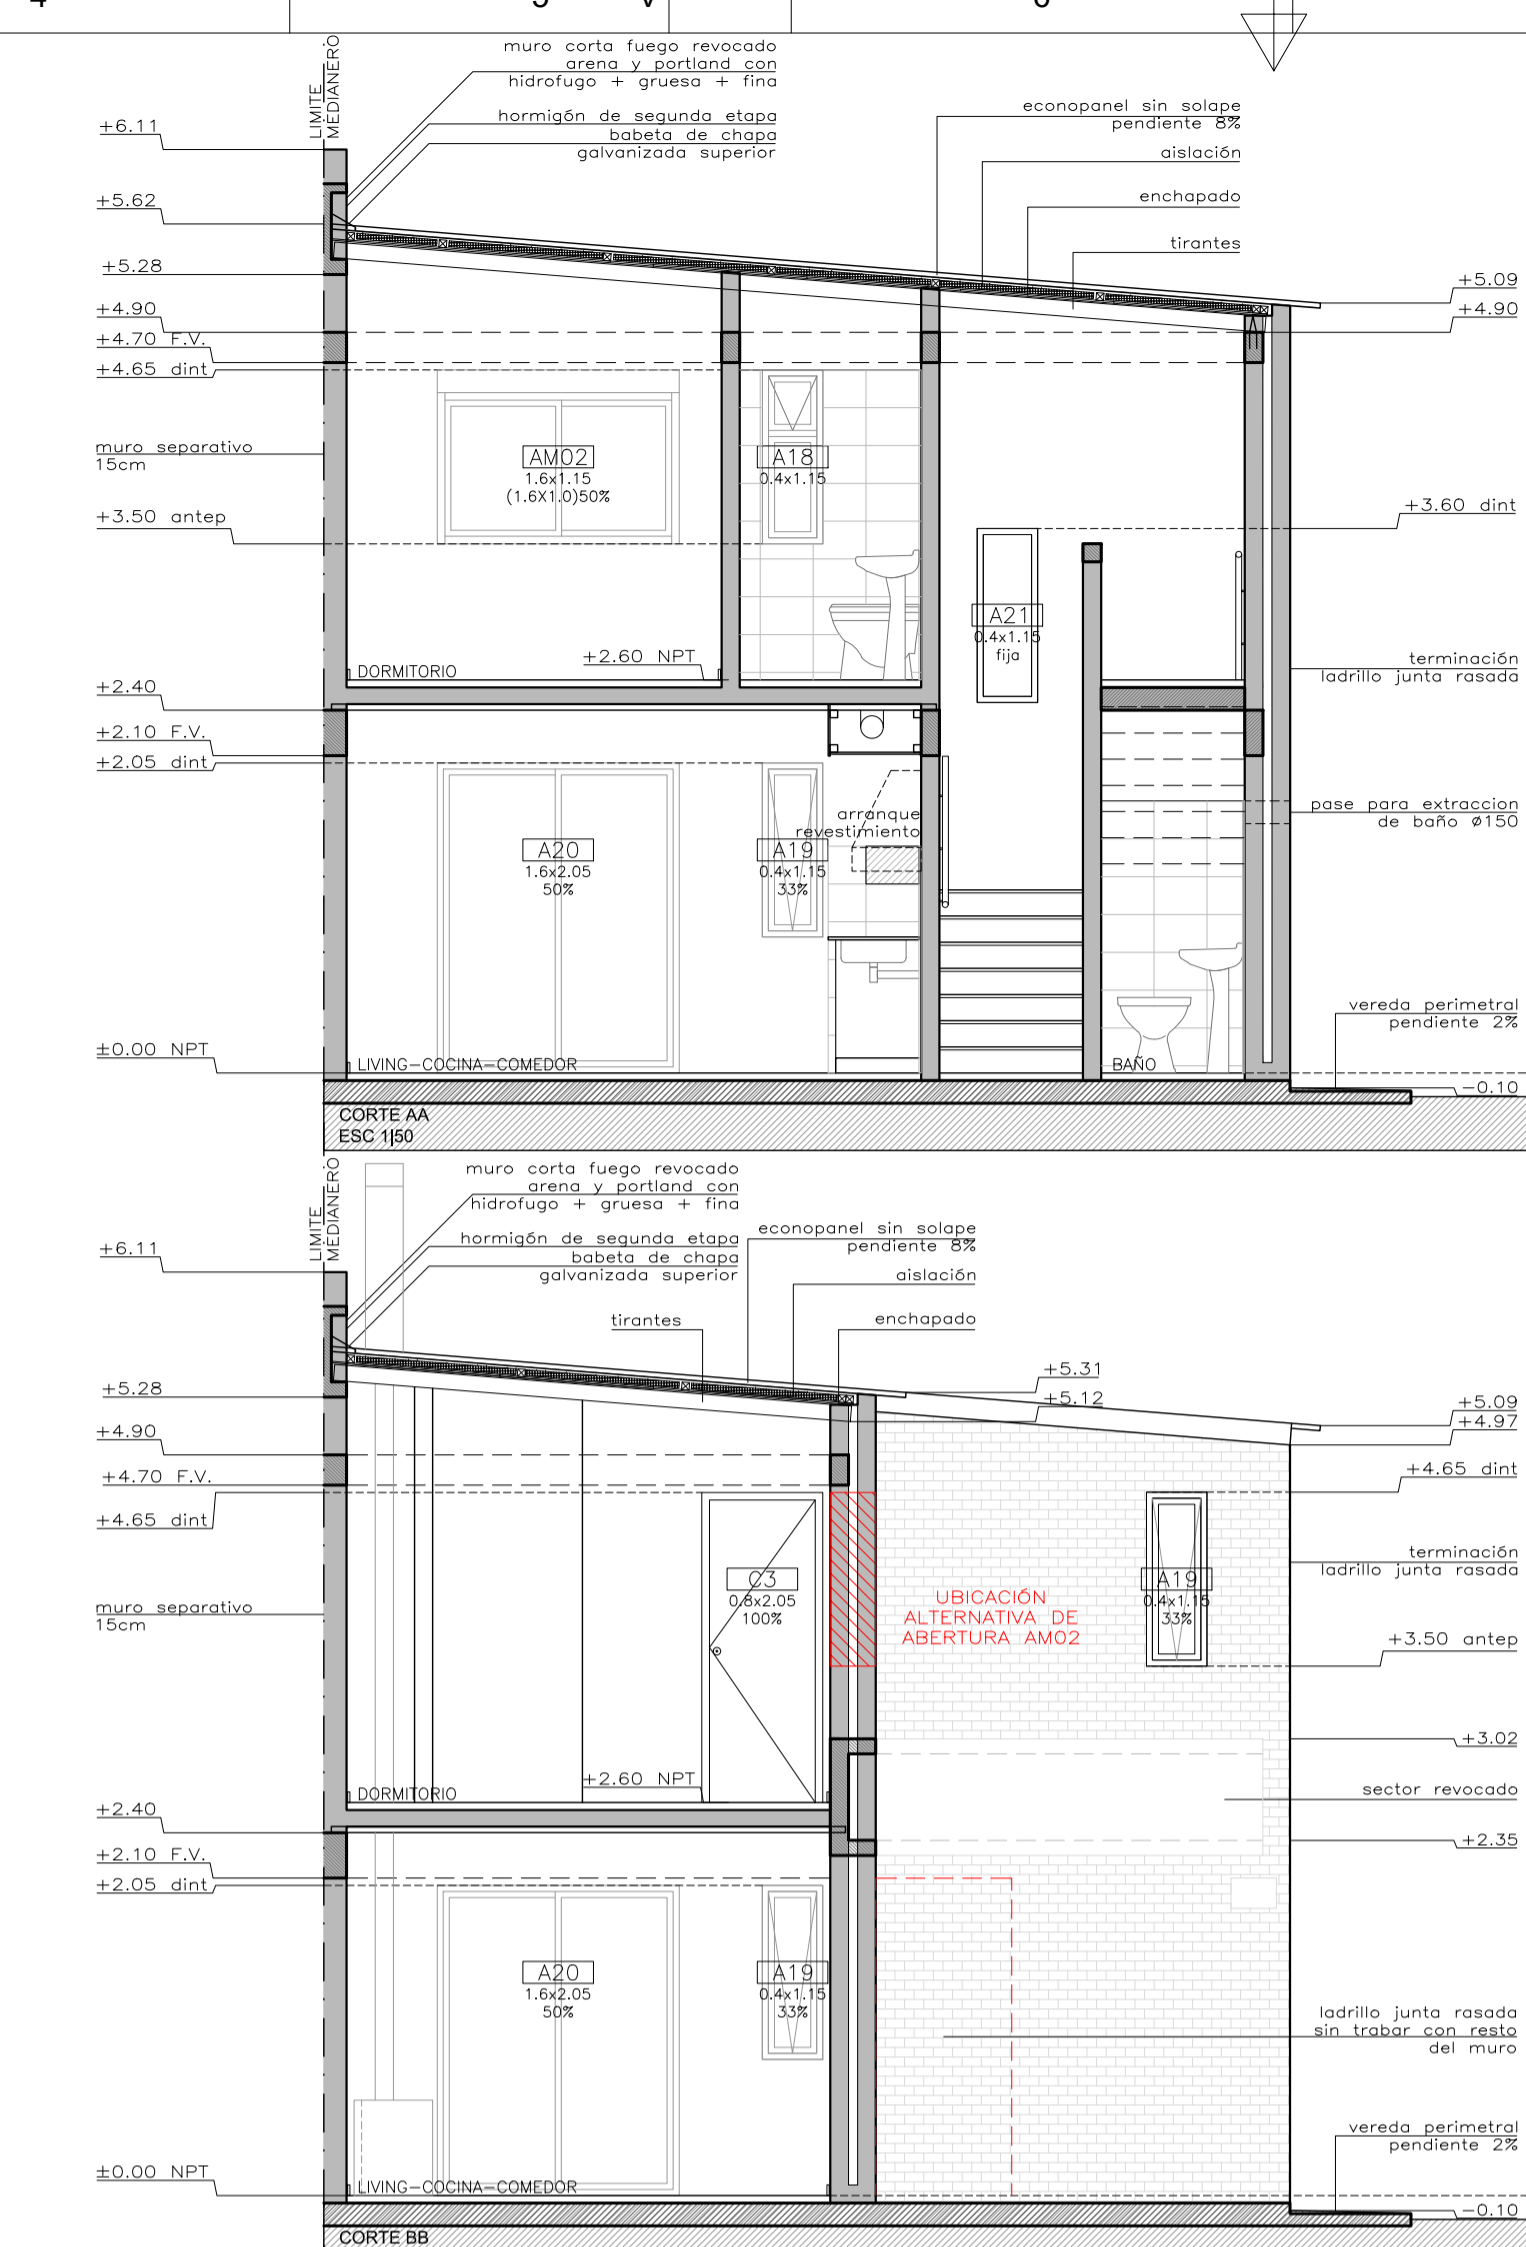 LIMITE
MEDIANERO
muro corta fuego revocado
arena y portland con
hidrofugo + gruesa + fina
hormigón de segunda etapa
babeta de chapa
galvanizada superior
econopanel sin solape
pendiente 8%
aislación
enchapado
tirantes
+6.11
+5.62
+5.28
+4.90
+4.70 F.V.
+4.65 dint
muro separativo
15cm
+3.50 antep
+2.40
+2.10 F.V.
+2.05 dint
±0.00 NPT
+5.09
+4.90
+3.60 dint
terminación
ladrillo junta rasada
pase para extraccion
de baño ø150
vereda perimetral
pendiente 2%
-0.10
AM02
1.6x1.15
(1.6X1.0)50%
A18
0.4x1.15
A21
0.4x1.15
fija
DORMITORIO
+2.60 NPT
arranque
revestimiento
A20
1.6x2.05
50%
A19
0.4x1.15
33%
LIVING-COCINA-COMEDOR
BAÑO
CORTE AA
ESC 1|50
LIMITE
MEDIANERO
muro corta fuego revocado
arena y portland con
hidrofugo + gruesa + fina
hormigón de segunda etapa
babeta de chapa
galvanizada superior
econopanel sin solape
pendiente 8%
aislación
tirantes
enchapado
+6.11
+5.28
+4.90
+4.70 F.V.
+4.65 dint
muro separativo
15cm
+2.40
+2.10 F.V.
+2.05 dint
±0.00 NPT
+5.31
+5.12
+5.09
+4.97
+4.65 dint
terminación
ladrillo junta rasada
+3.50 antep
+3.02
sector revocado
+2.35
ladrillo junta rasada
sin trabar con resto
del muro
vereda perimetral
pendiente 2%
-0.10
C3
0.8x2.05
100%
UBICACIÓN
ALTERNATIVA DE
ABERTURA AM02
A19
0.4x1.15
33%
DORMITORIO
+2.60 NPT
A20
1.6x2.05
50%
A19
0.4x1.15
33%
LIVING-COCINA-COMEDOR
CORTE BB